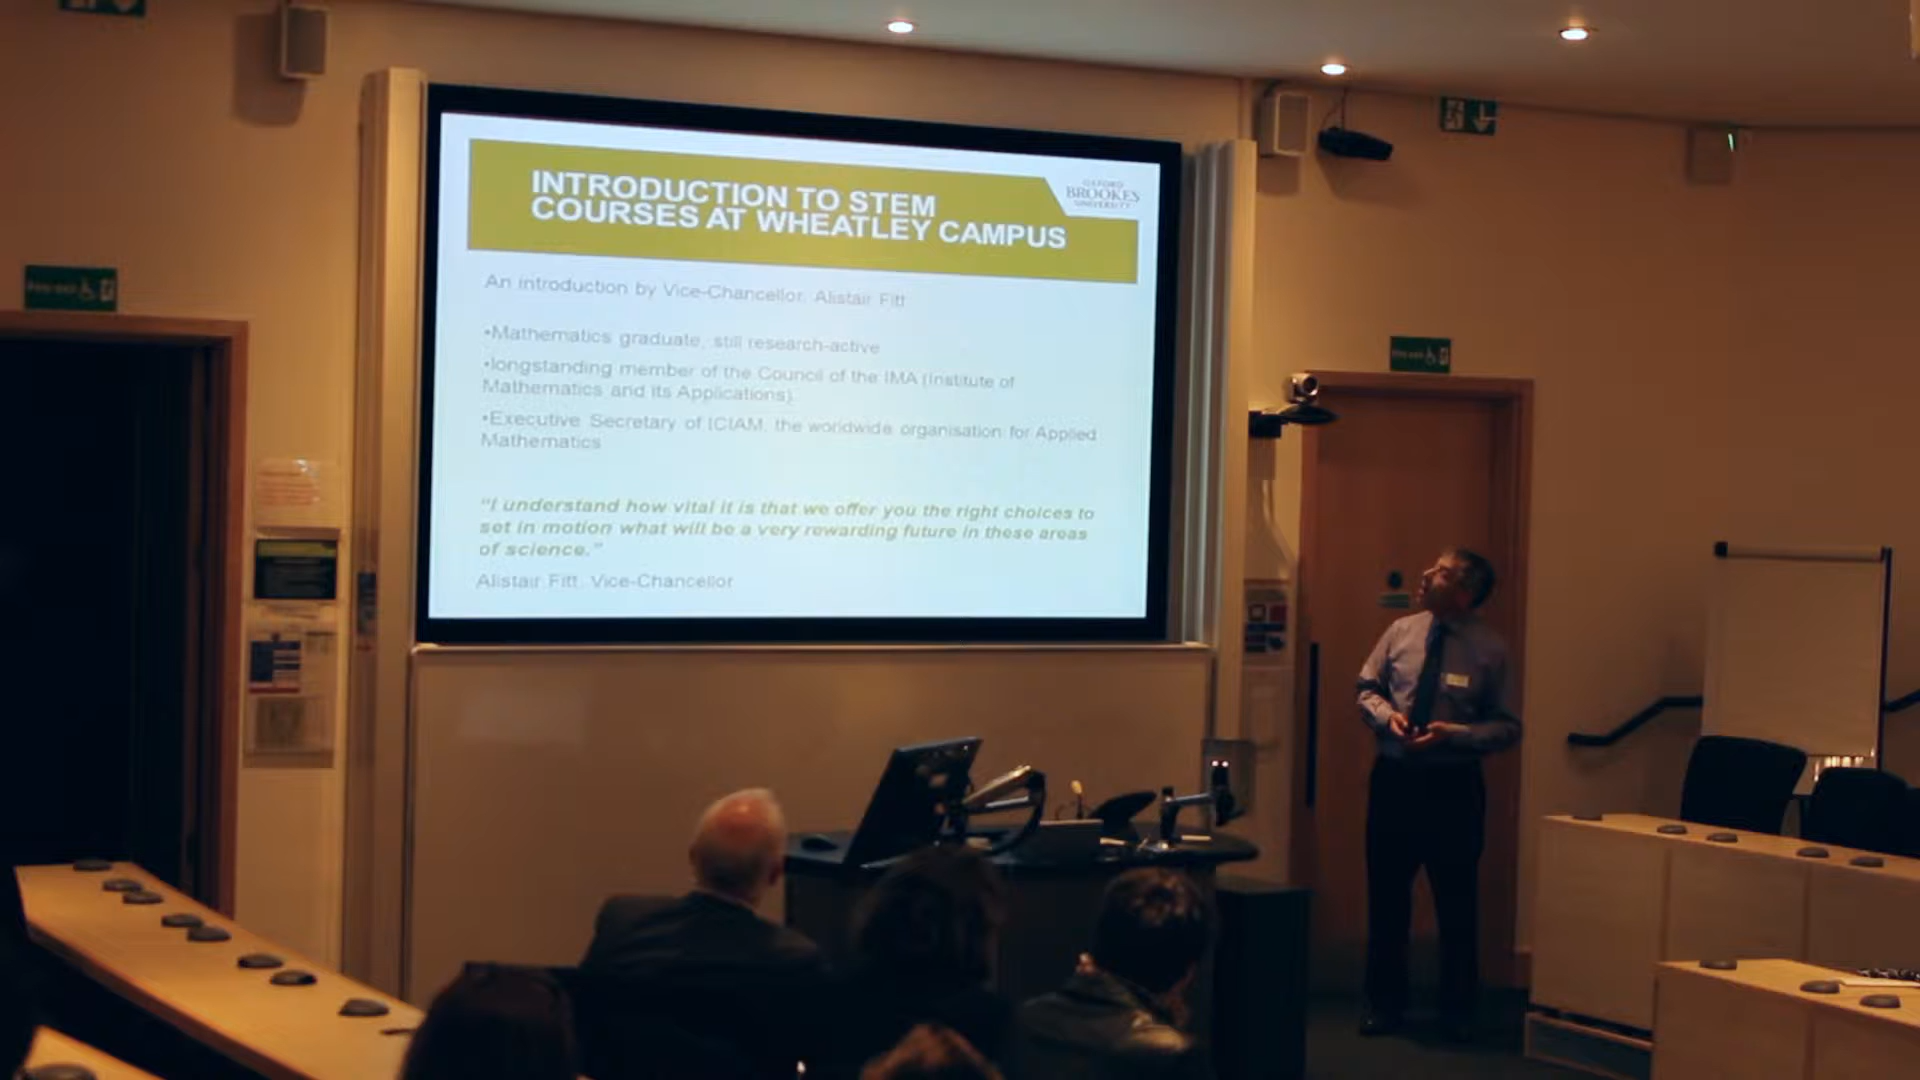 INTRODUCTION TO STEM
COURSES AT WHEATLEY CAMPUS
OXFORD
BROOKES
UNIVERSITY
An introduction by Vice-Chancellor, Alistair Fitt
•Mathematics graduate, still research-active
•longstanding member of the Council of the IMA (Institute of
Mathematics and its Applications)
•Executive Secretary of ICIAM, the worldwide organisation for Applied
Mathematics
"I understand how vital it is that we offer you the right choices to
set in motion what will be a very rewarding future in these areas
of science."
Alistair Fitt, Vice-Chancellor